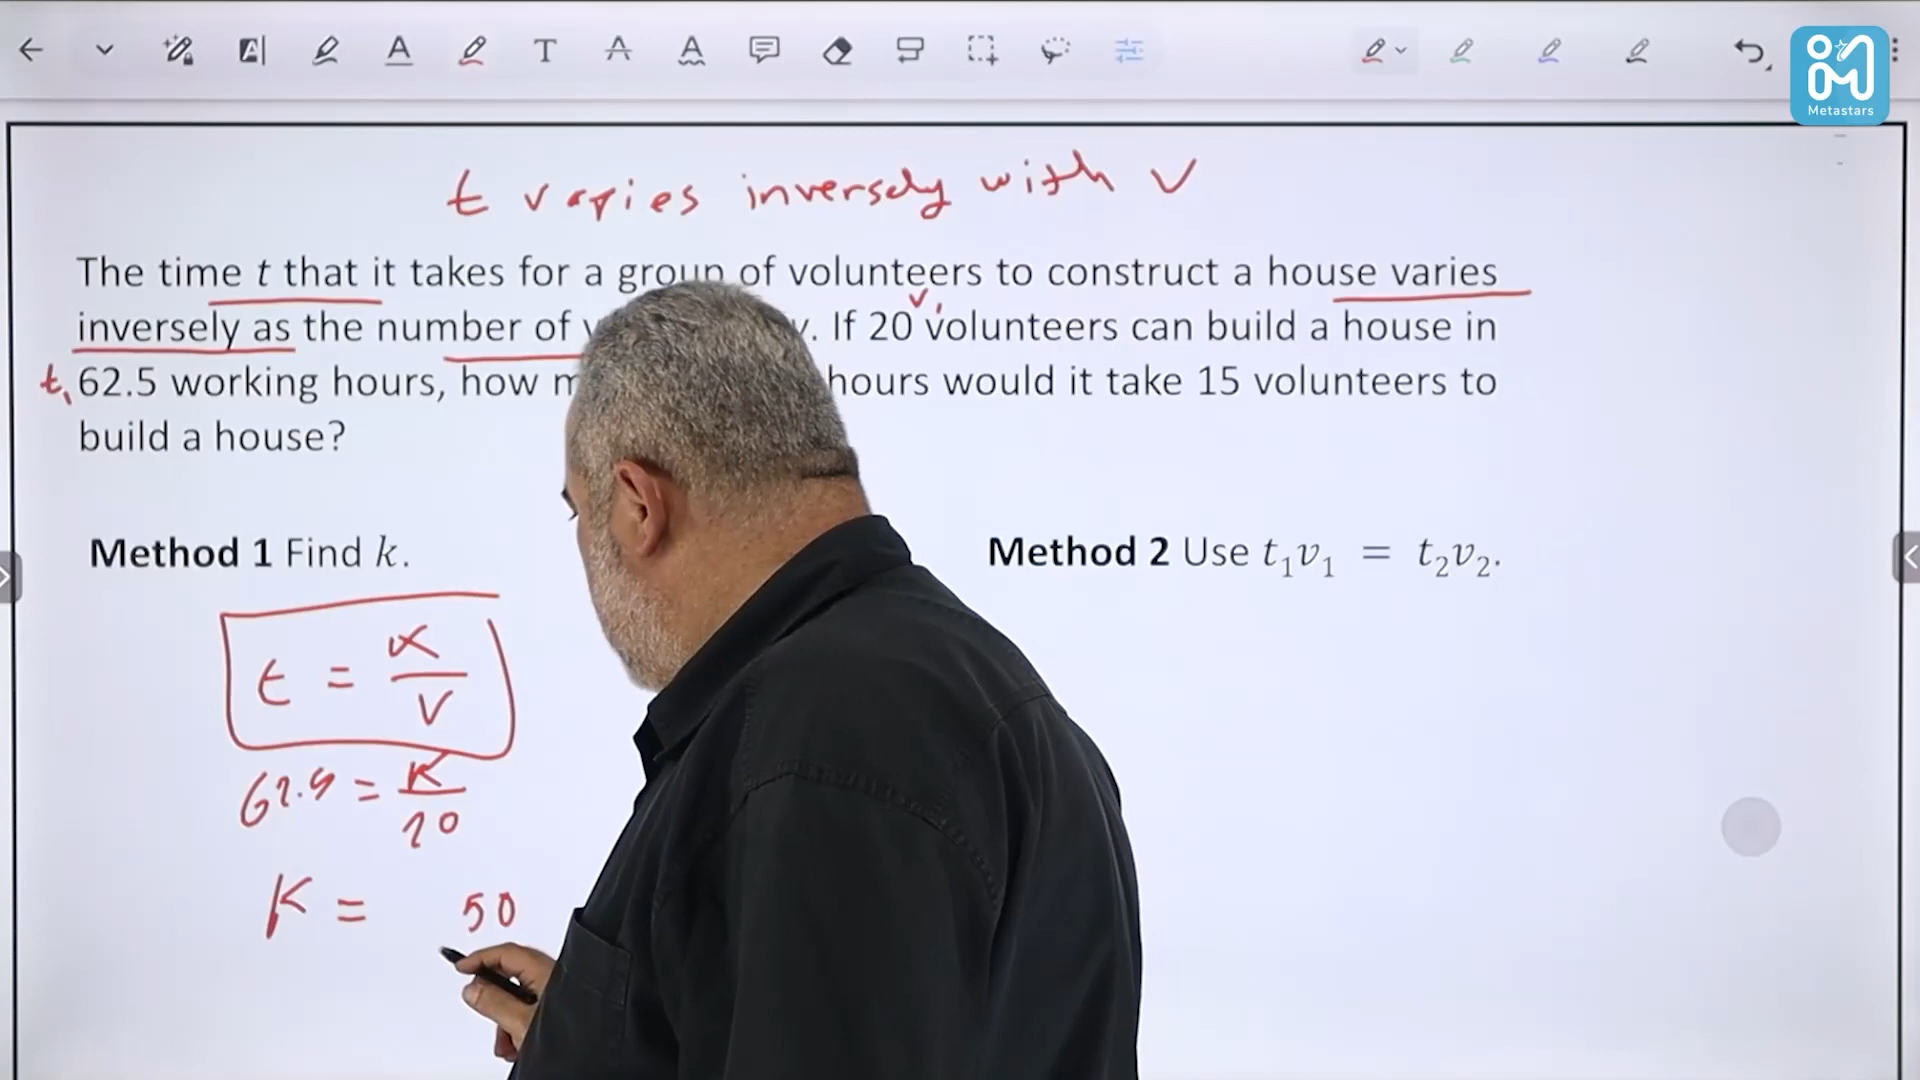 Metastars
t varies inversely with v
The time t that it takes for a group of volunteers to construct a house varies
v1
inversely as the number of v. If 20 volunteers can build a house in
t1 62.5 working hours, how hours would it take 15 volunteers to
build a house?
Method 1 Find k.
Method 2 Use t₁v₁ = t₂v₂.
t = K/V
62.5 = K/20
K = 50